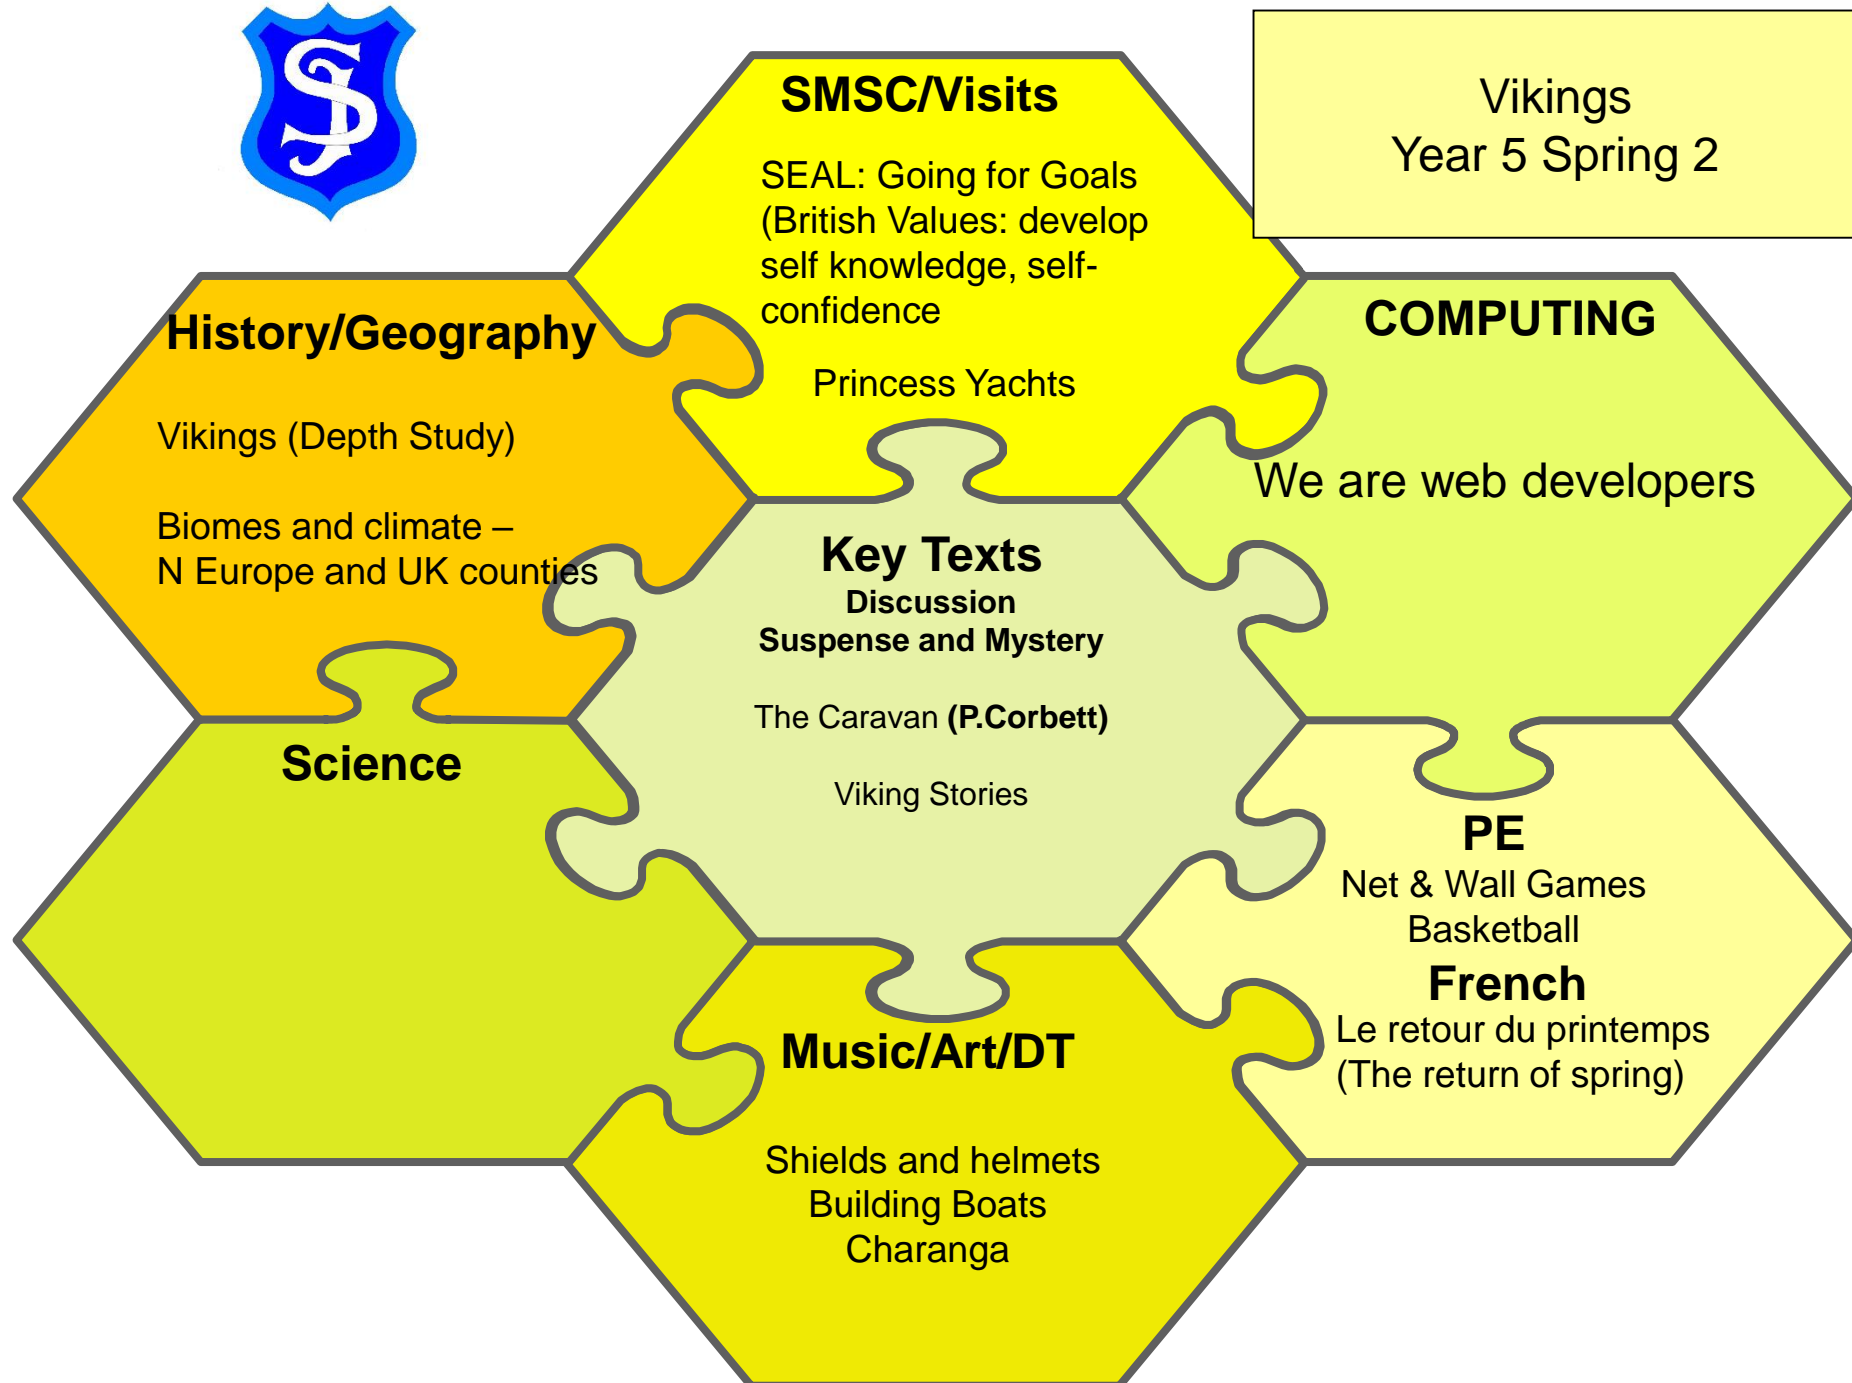 SJ
Vikings
Year 5 Spring 2
SMSC/Visits
SEAL: Going for Goals
(British Values: develop
self knowledge, self-
confidence
Princess Yachts
History/Geography
Vikings (Depth Study)
Biomes and climate –
N Europe and UK counties
COMPUTING
We are web developers
Key Texts
Discussion
Suspense and Mystery
The Caravan (P.Corbett)
Viking Stories
Science
PE
Net & Wall Games
Basketball
French
Le retour du printemps
(The return of spring)
Music/Art/DT
Shields and helmets
Building Boats
Charanga